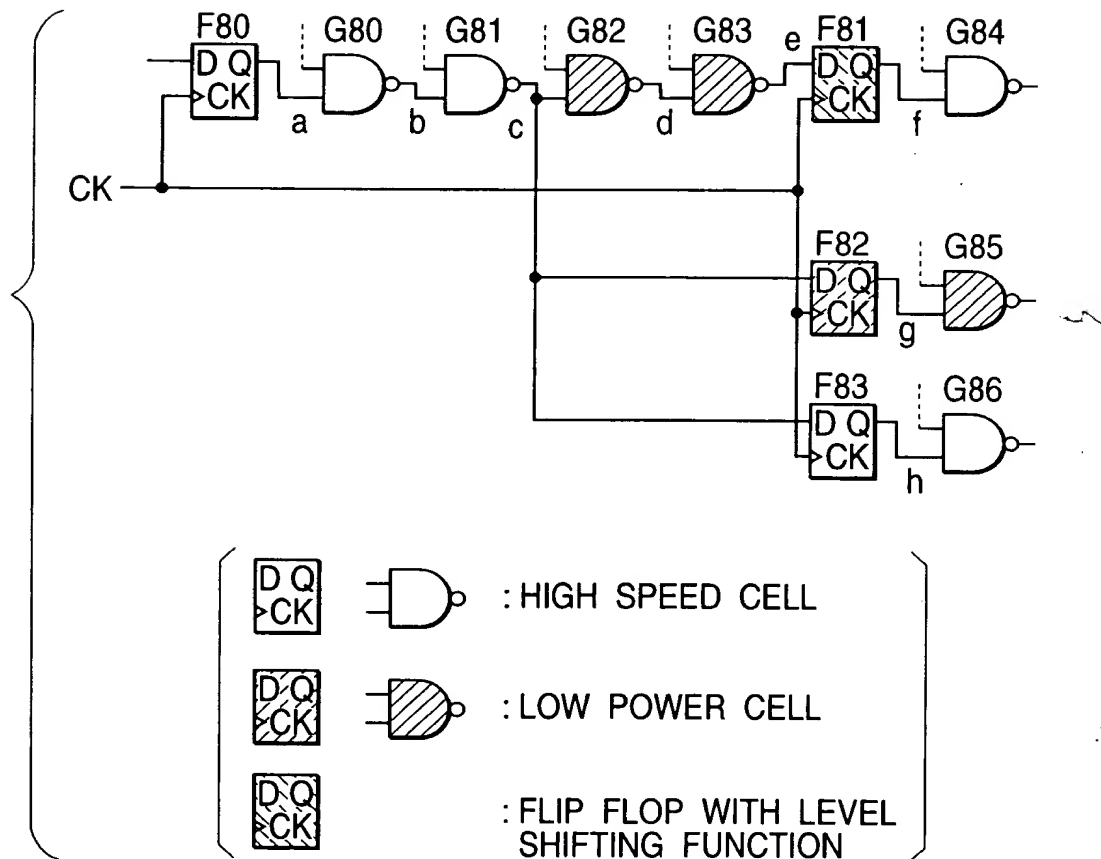 F80 G80 G81 G82 G83 e F81 G84
D Q
CK
D Q
CK
a b c d f
CK
F82 G85
D Q
CK
g
F83 G86
D Q
CK
h
D Q
CK
: HIGH SPEED CELL
D Q
CK
: LOW POWER CELL
D Q
CK
: FLIP FLOP WITH LEVEL
SHIFTING FUNCTION